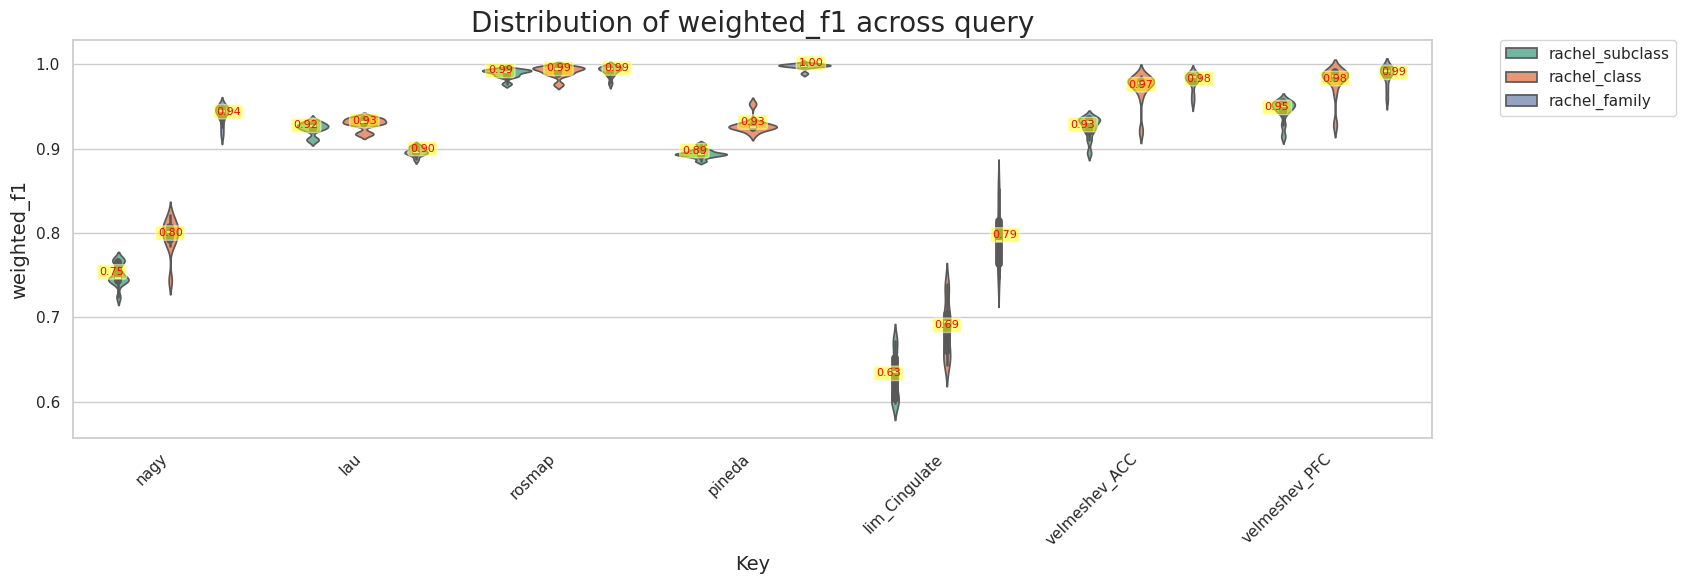 Distribution of weighted_f1 across query
weighted_f1
1.0
0.9
0.8
0.7
0.6
0.75
0.80
0.94
0.92
0.93
0.90
0.99
0.99
0.99
0.89
0.93
1.00
0.63
0.69
0.79
0.93
0.97
0.98
0.95
0.98
0.99
nagy
lau
rosmap
pineda
lim_Cingulate
velmeshev_ACC
velmeshev_PFC
Key
rachel_subclass
rachel_class
rachel_family